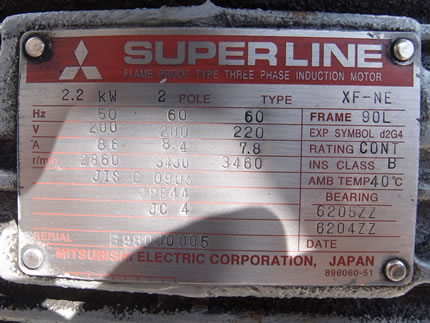 SUPER LINE
FLAME PROOF TYPE THREE PHASE INDUCTION MOTOR
2.2 kW 2 POLE TYPE XF-NE
Hz 50 60 60 FRAME 90L
V 200 200 220 EXP SYMBOL d2G4
A 8.6 8.4 7.8 RATING CONT
r/min 2860 3430 3460 INS CLASS B
JIS C 0905 AMB TEMP 40°C
JPE44 BEARING
JC 4 6205ZZ
6204ZZ
SERIAL DATE
MITSUBISHI ELECTRIC CORPORATION, JAPAN
898060-51